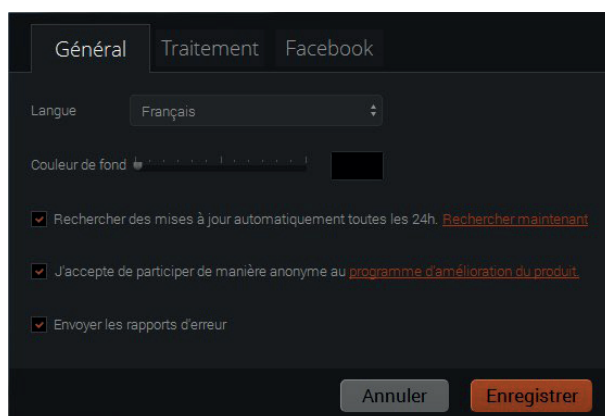 Général Traitement Facebook
Langue Français
Couleur de fond
Rechercher des mises à jour automatiquement toutes les 24h. Rechercher maintenant
J'accepte de participer de manière anonyme au programme d'amélioration du produit.
Envoyer les rapports d'erreur
Annuler Enregistrer